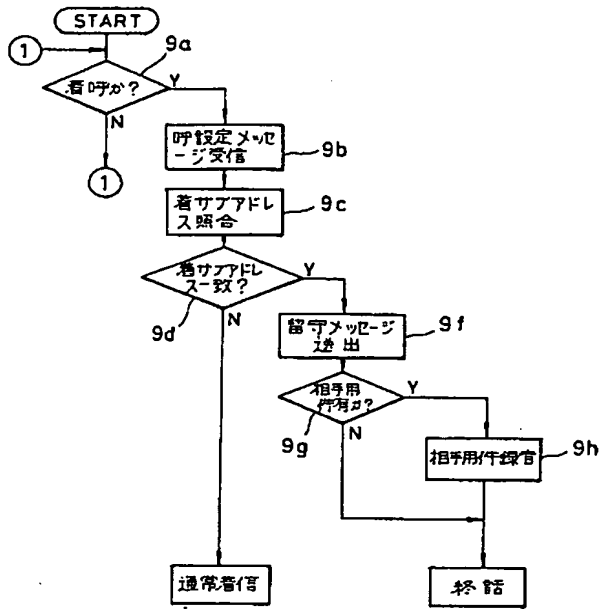 START
1
9a
着呼か?
Y
N
1
呼設定メッセ
ージ受信
9b
着サブアドレ
ス照合
9c
着サブアドレ
ス一致?
Y
9d
N
留守メッセージ
送出
9f
相手用
件有か?
Y
9g
N
相手用件録音
9h
通常着信
終話